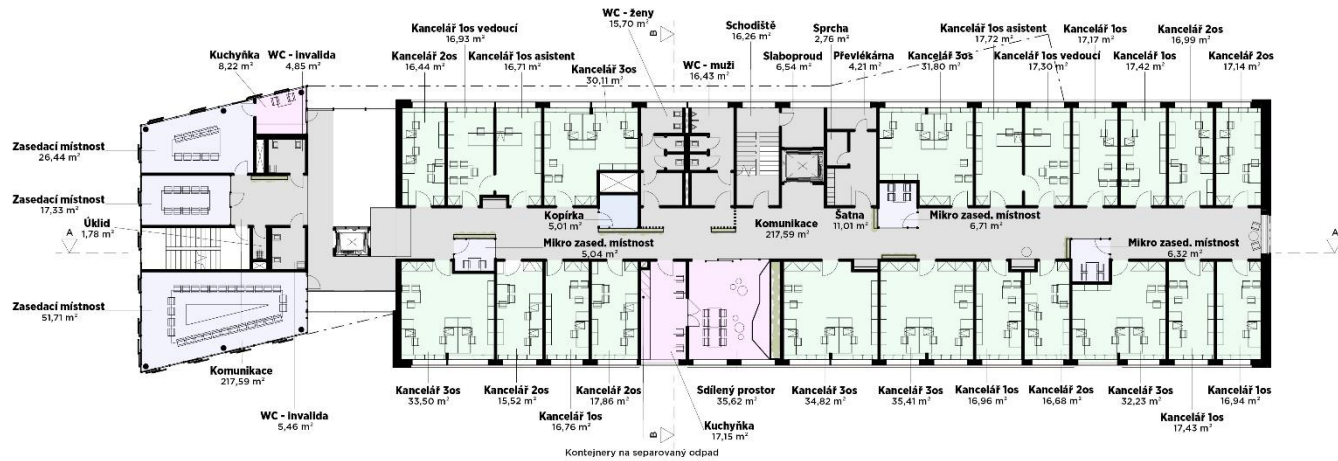 WC - ženy
15,70 m²
B
Schodiště
16,26 m²
Sprcha
2,76 m²
Kancelář 1os vedoucí
16,93 m²
Kancelář 1os asistent
17,72 m²
Kancelář 1os
17,17 m²
Kancelář 2os
16,99 m²
Kuchyňka
8,22 m²
WC - invalida
4,85 m²
Kancelář 2os
16,44 m²
Kancelář 1os asistent
16,71 m²
Kancelář 3os
30,11 m²
WC - muži
16,43 m²
Slaboproud
6,54 m²
Převlékárna
4,21 m²
Kancelář 3os
31,80 m²
Kancelář 1os vedoucí
17,30 m²
Kancelář 1os
17,42 m²
Kancelář 2os
17,14 m²
Zasedací místnost
26,44 m²
Zasedací místnost
17,33 m²
Úklid
1,78 m²
A
Kopírka
5,01 m²
Mikro zased. místnost
5,04 m²
Komunikace
217,59 m²
Šatna
11,01 m²
Mikro zased. místnost
6,71 m²
Mikro zased. místnost
6,32 m²
A
Zasedací místnost
51,71 m²
Komunikace
217,59 m²
WC - invalida
5,46 m²
Kancelář 3os
33,50 m²
Kancelář 2os
15,52 m²
Kancelář 1os
16,76 m²
Kancelář 2os
17,86 m²
Sdílený prostor
35,62 m²
Kuchyňka
17,15 m²
Kancelář 3os
34,82 m²
Kancelář 3os
35,41 m²
Kancelář 1os
16,96 m²
Kancelář 2os
16,68 m²
Kancelář 3os
32,23 m²
Kancelář 1os
17,43 m²
Kancelář 1os
16,94 m²
B
Kontejnery na separovaný odpad